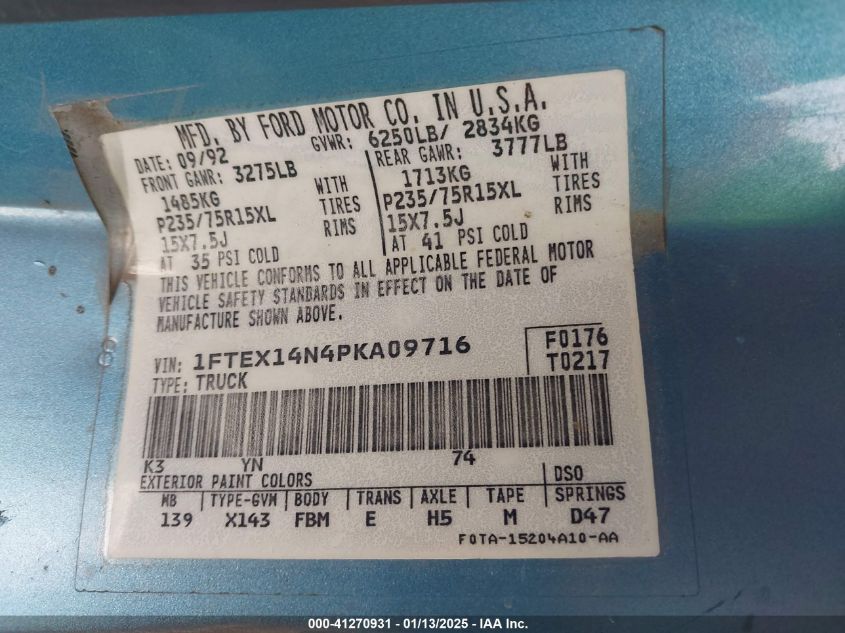 MFD. BY FORD MOTOR CO. IN U.S.A.
DATE: 09/92 GVWR: 6250LB/ 2834KG
FRONT GAWR: 3275LB REAR GAWR: 3777LB
1485KG WITH 1713KG WITH
P235/75R15XL TIRES P235/75R15XL TIRES
15X7.5J RIMS 15X7.5J RIMS
AT 35 PSI COLD AT 41 PSI COLD
THIS VEHICLE CONFORMS TO ALL APPLICABLE FEDERAL MOTOR
VEHICLE SAFETY STANDARDS IN EFFECT ON THE DATE OF
MANUFACTURE SHOWN ABOVE.
VIN: 1FTEX14N4PKA09716 F0176
TYPE: TRUCK T0217
K3 YN 74
EXTERIOR PAINT COLORS DSO
WB TYPE-GVW BODY TRANS AXLE TAPE SPRINGS
139 X143 FBM E H5 M D47
F0TA-15204A10-AA
000-41270931 - 01/13/2025 - IAA Inc.